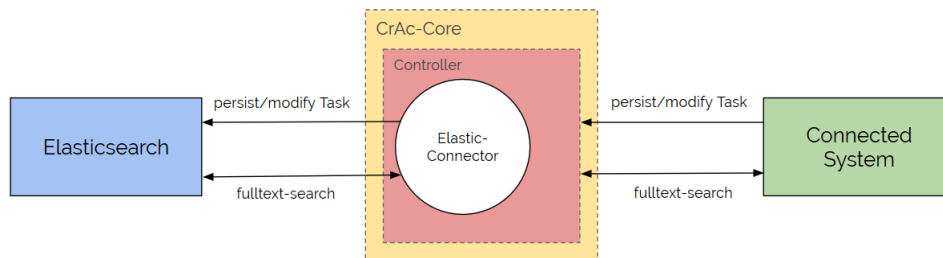 CrAc-Core
Controller
persist/modify Task
persist/modify Task
Elasticsearch
Elastic-
Connector
Connected
System
fulltext-search
fulltext-search